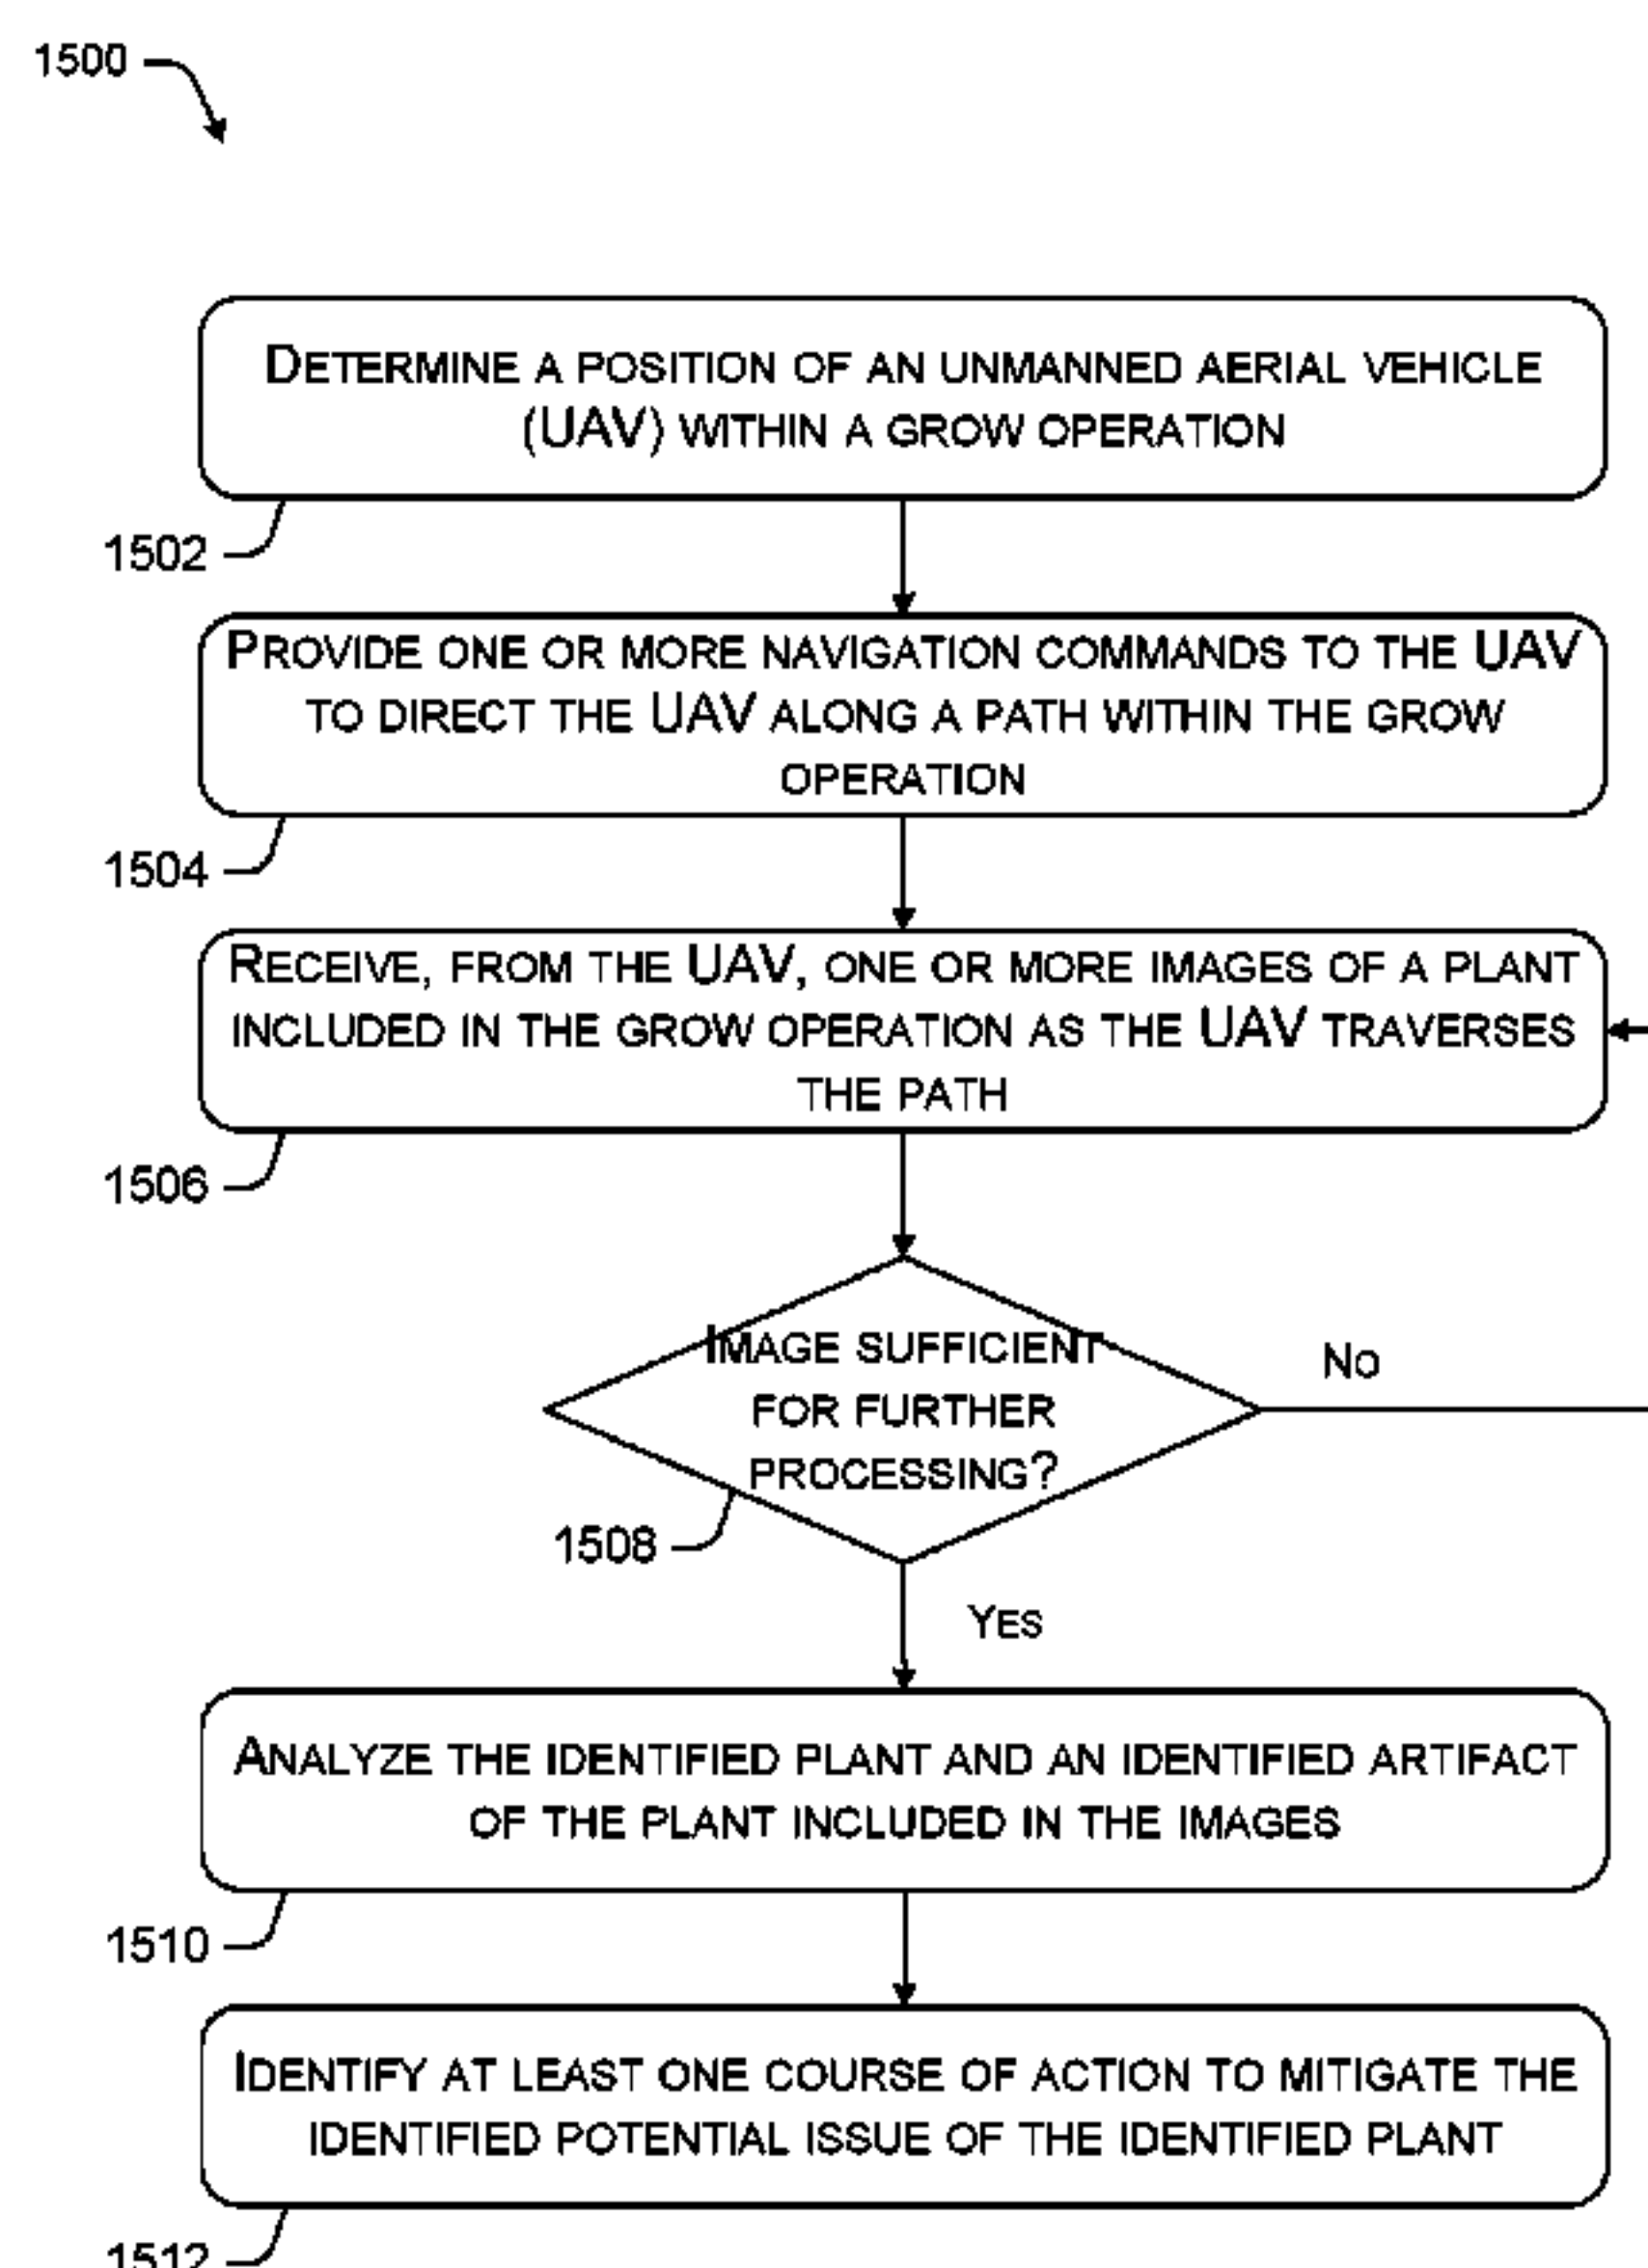 1500
DETERMINE A POSITION OF AN UNMANNED AERIAL VEHICLE
(UAV) WITHIN A GROW OPERATION
1502
PROVIDE ONE OR MORE NAVIGATION COMMANDS TO THE UAV
TO DIRECT THE UAV ALONG A PATH WITHIN THE GROW
OPERATION
1504
RECEIVE, FROM THE UAV, ONE OR MORE IMAGES OF A PLANT
INCLUDED IN THE GROW OPERATION AS THE UAV TRAVERSES
THE PATH
1506
IMAGE SUFFICIENT
FOR FURTHER
PROCESSING?
NO
1508
YES
ANALYZE THE IDENTIFIED PLANT AND AN IDENTIFIED ARTIFACT
OF THE PLANT INCLUDED IN THE IMAGES
1510
IDENTIFY AT LEAST ONE COURSE OF ACTION TO MITIGATE THE
IDENTIFIED POTENTIAL ISSUE OF THE IDENTIFIED PLANT
1512